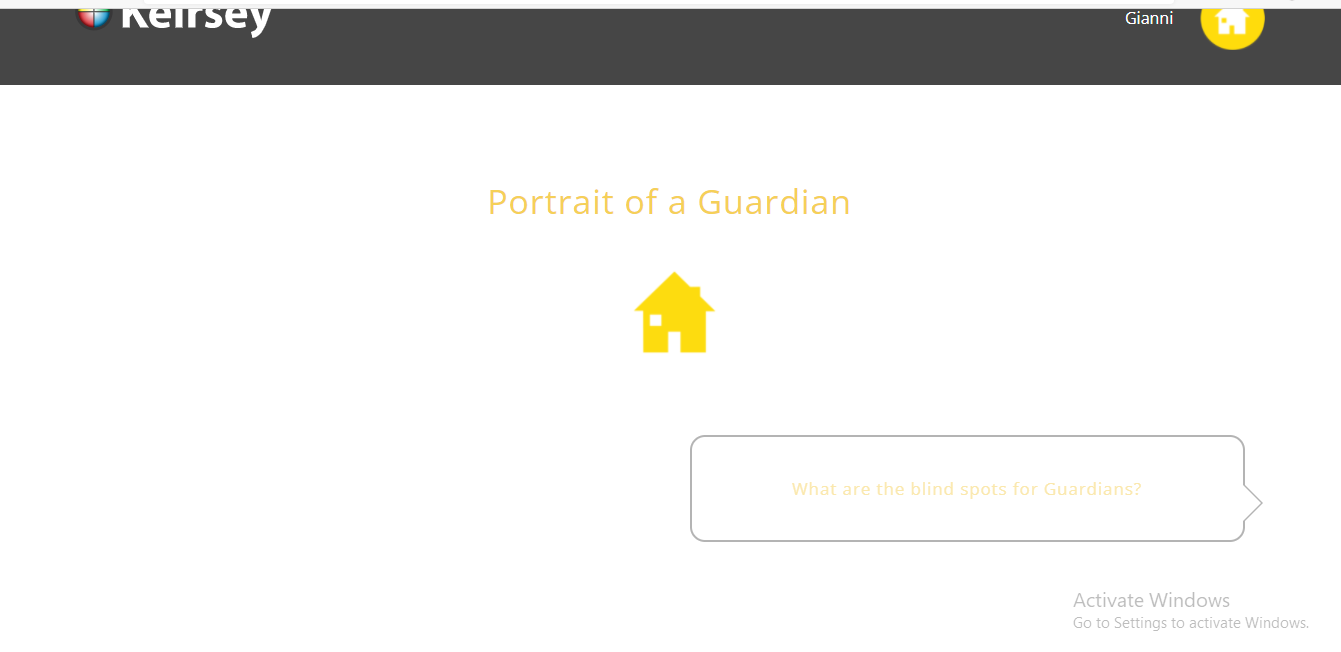 Keirsey
Gianni
Portrait of a Guardian
What are the blind spots for Guardians?
Activate Windows
Go to Settings to activate Windows.